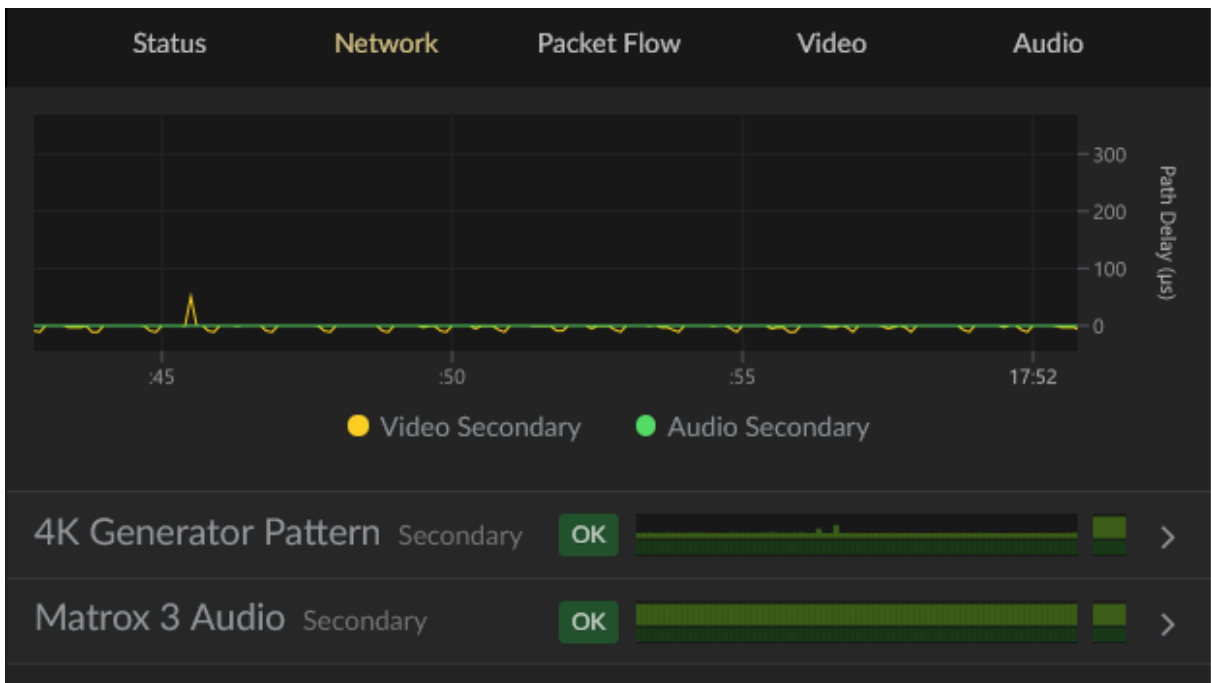 Status Network Packet Flow Video Audio
300
200
100
0
Path Delay (µs)
:45 :50 :55 17:52
Video Secondary Audio Secondary
4K Generator Pattern Secondary OK >
Matrox 3 Audio Secondary OK >